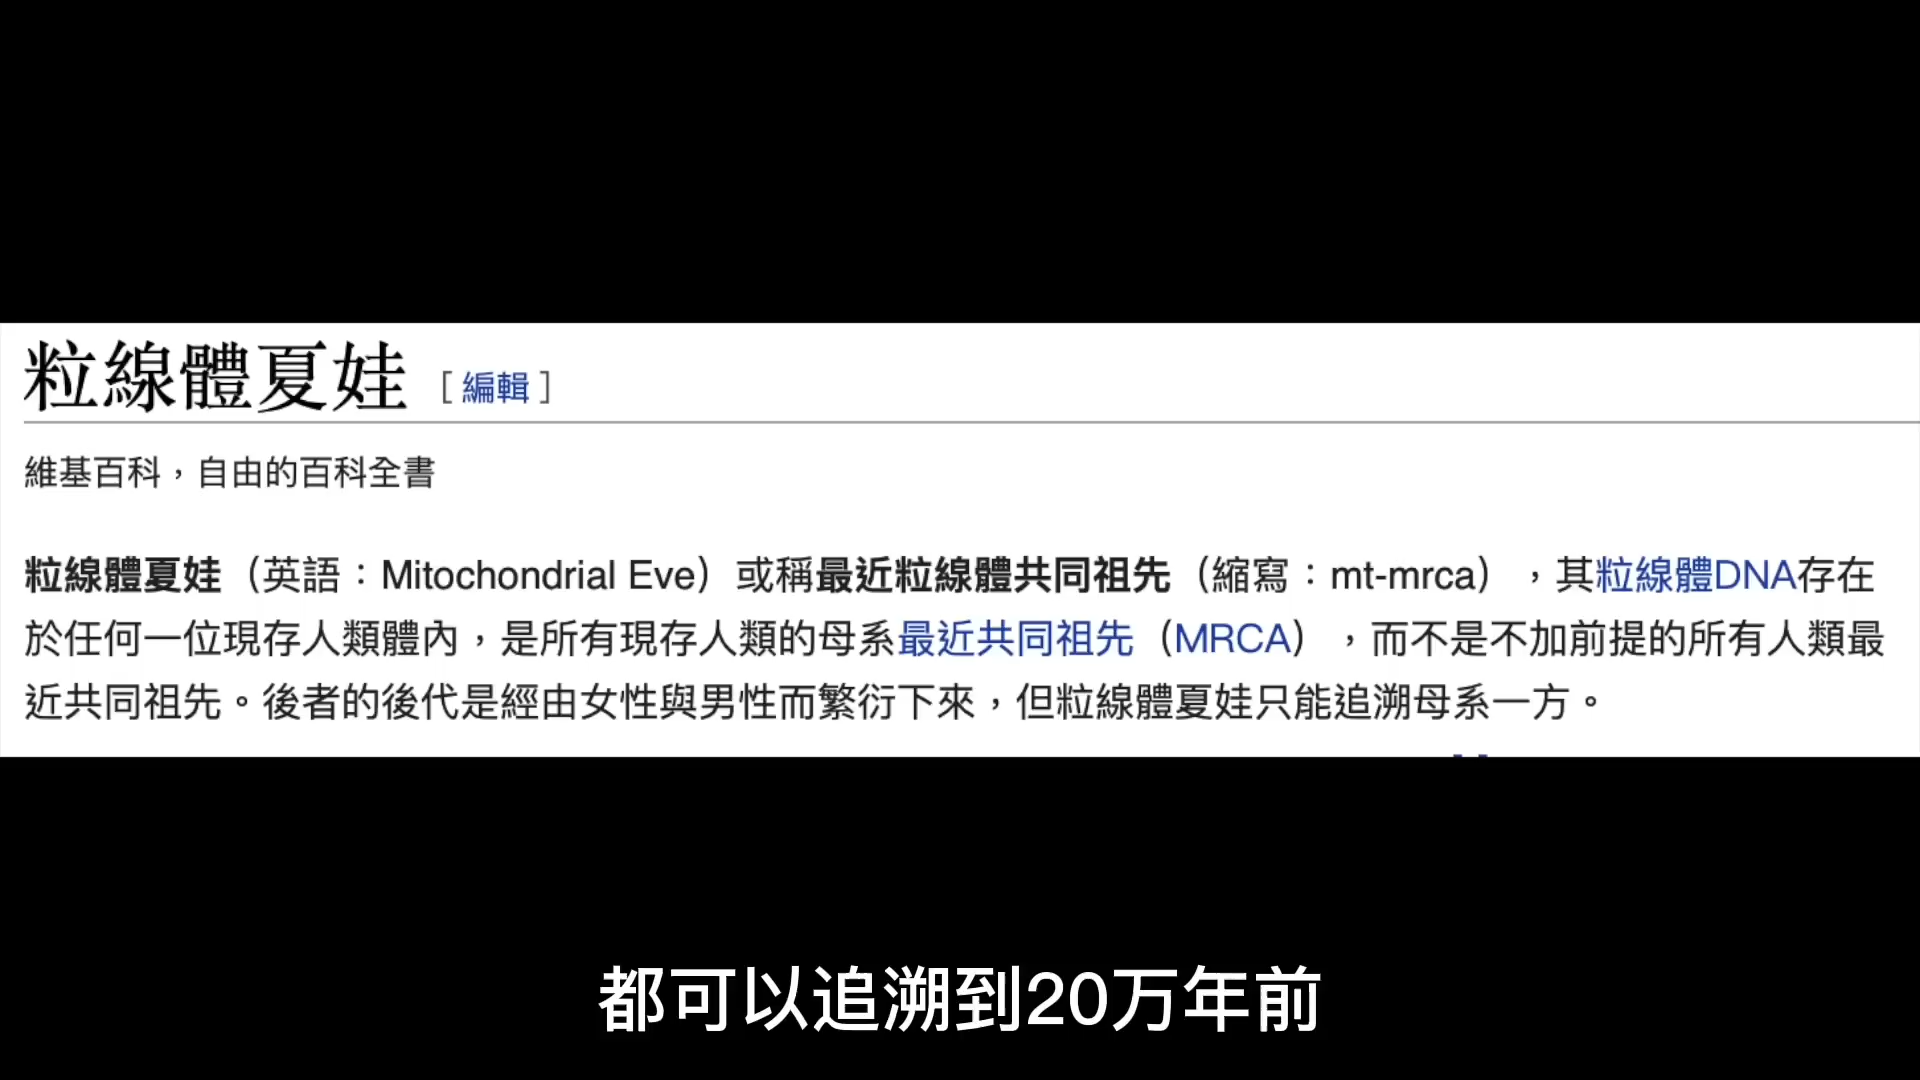 粒線體夏娃 [ 編輯 ]
維基百科，自由的百科全書
粒線體夏娃（英語：Mitochondrial Eve）或稱最近粒線體共同祖先（縮寫：mt-mrca），其粒線體DNA存在
於任何一位現存人類體內，是所有現存人類的母系最近共同祖先（MRCA），而不是不加前提的所有人類最
近共同祖先。後者的後代是經由女性與男性而繁衍下來，但粒線體夏娃只能追溯母系一方。
都可以追溯到20万年前